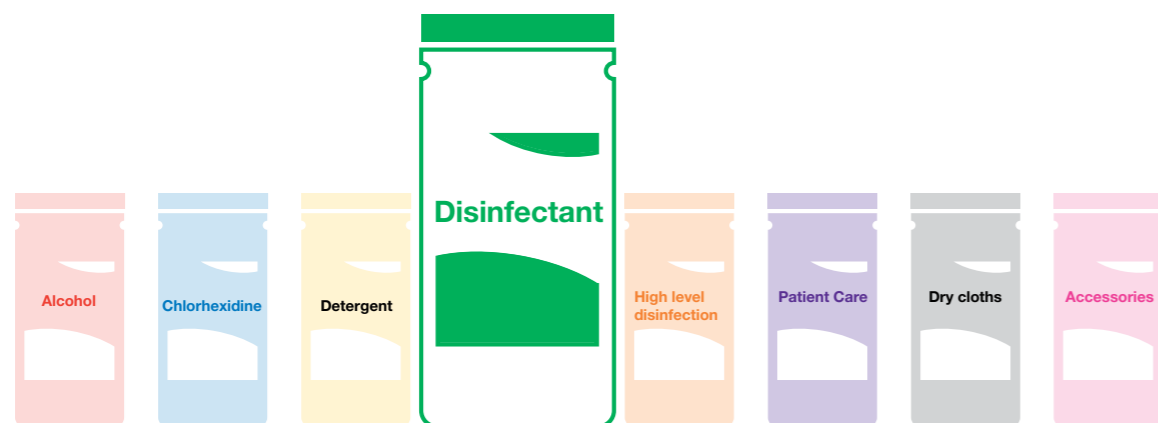 Alcohol
Chlorhexidine
Detergent
Disinfectant
High level
disinfection
Patient Care
Dry cloths
Accessories